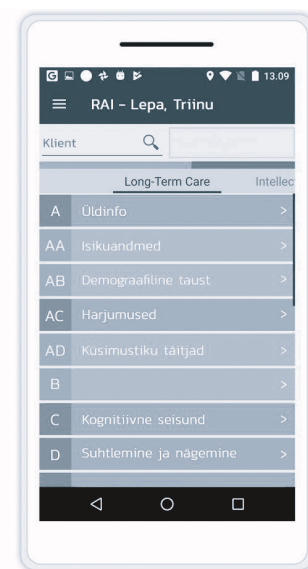 13.09
RAI - Lepa, Triinu
Klient
Long-Term Care Intellec
A Üldinfo >
AA Isikuandmed >
AB Demograafiline taust >
AC Harjumused >
AD Küsimustiku täitjad >
B >
C Kognitiivne seisund >
D Suhtlemine ja nägemine >